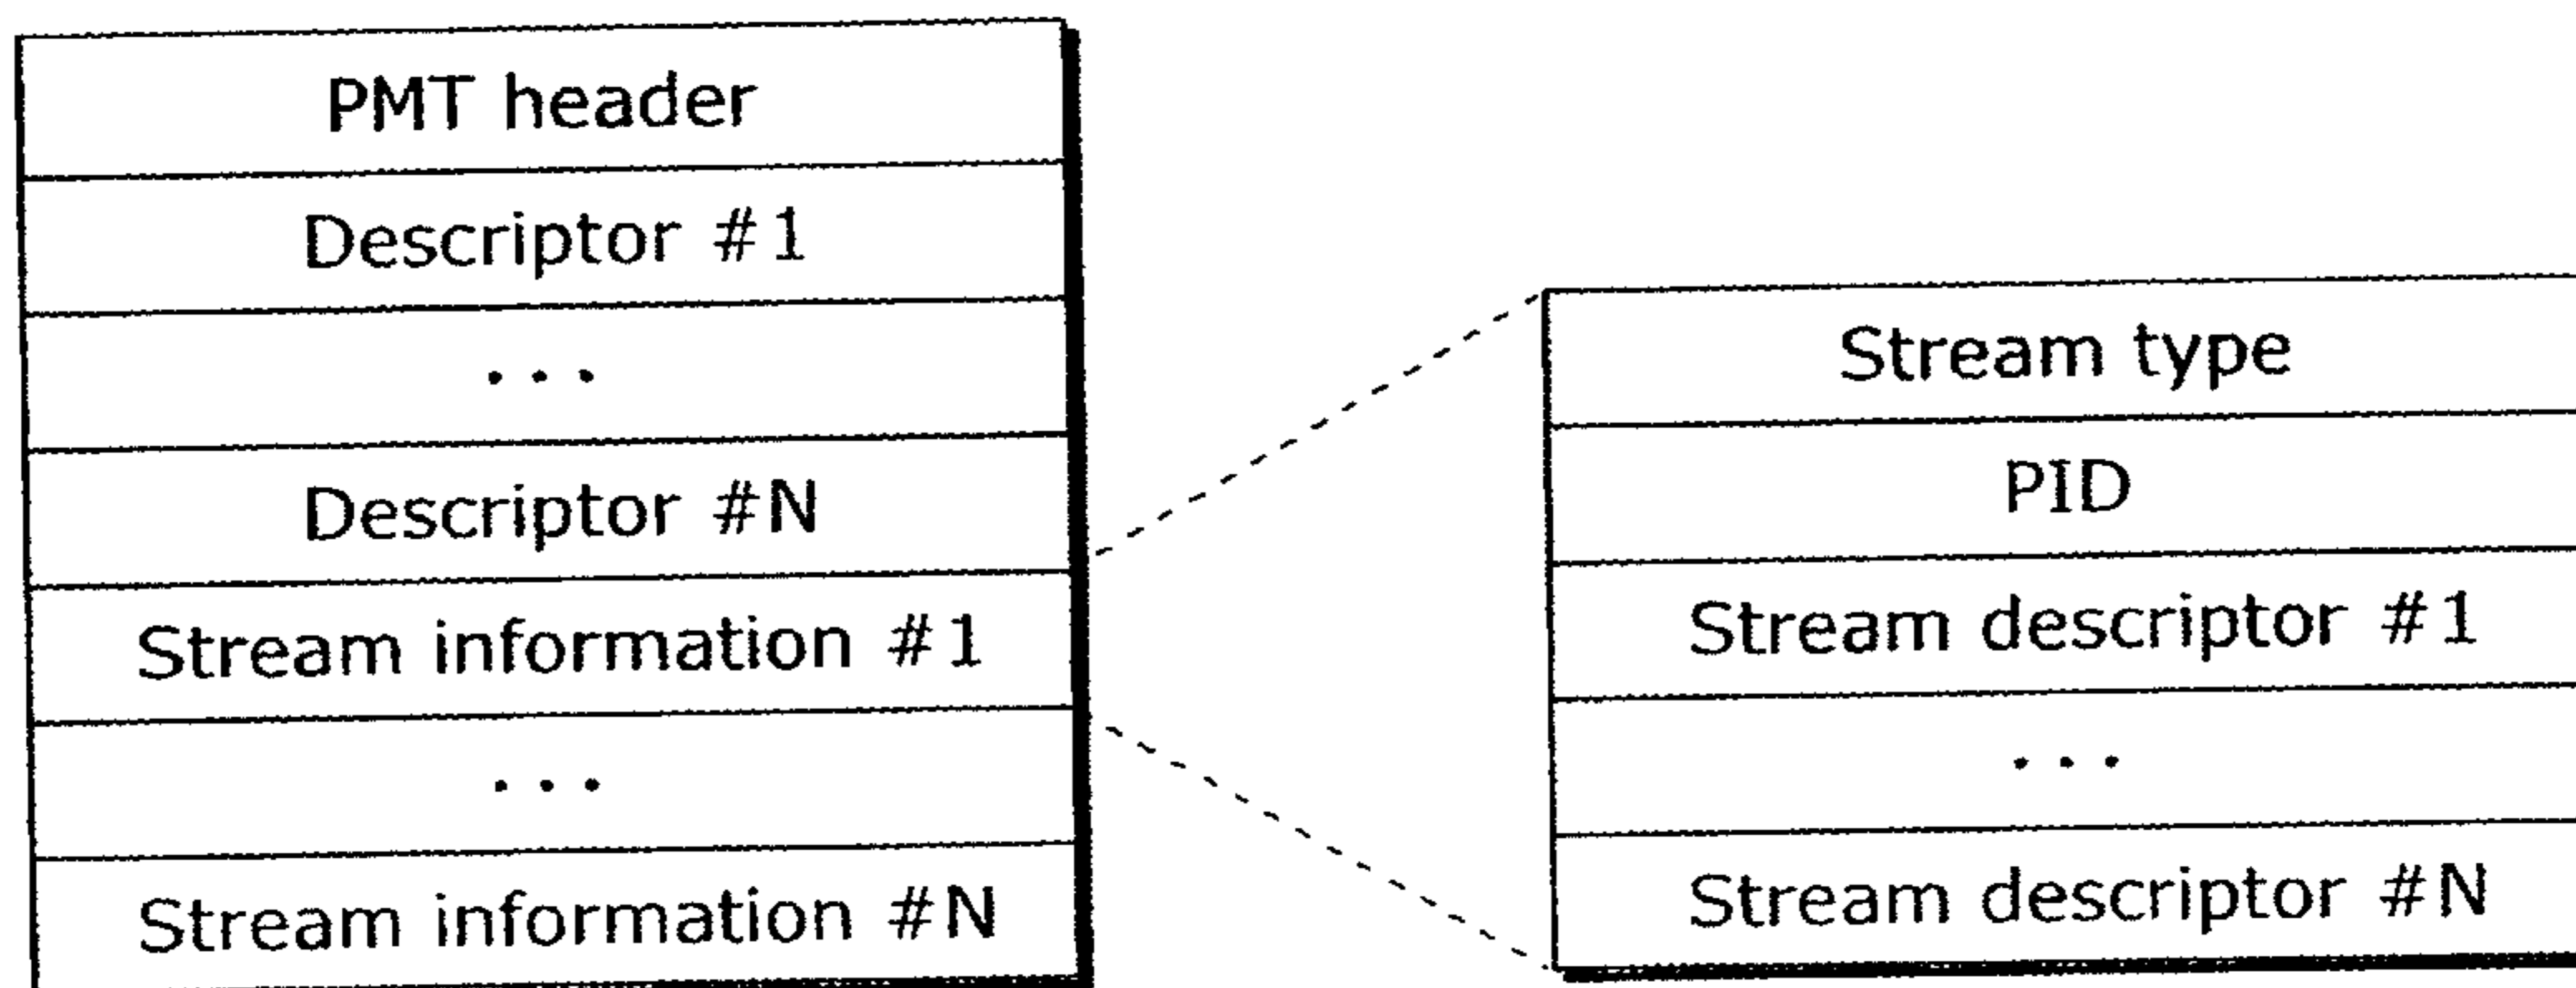 PMT header
Descriptor #1
...
Descriptor #N
Stream information #1
...
Stream information #N
Stream type
PID
Stream descriptor #1
...
Stream descriptor #N